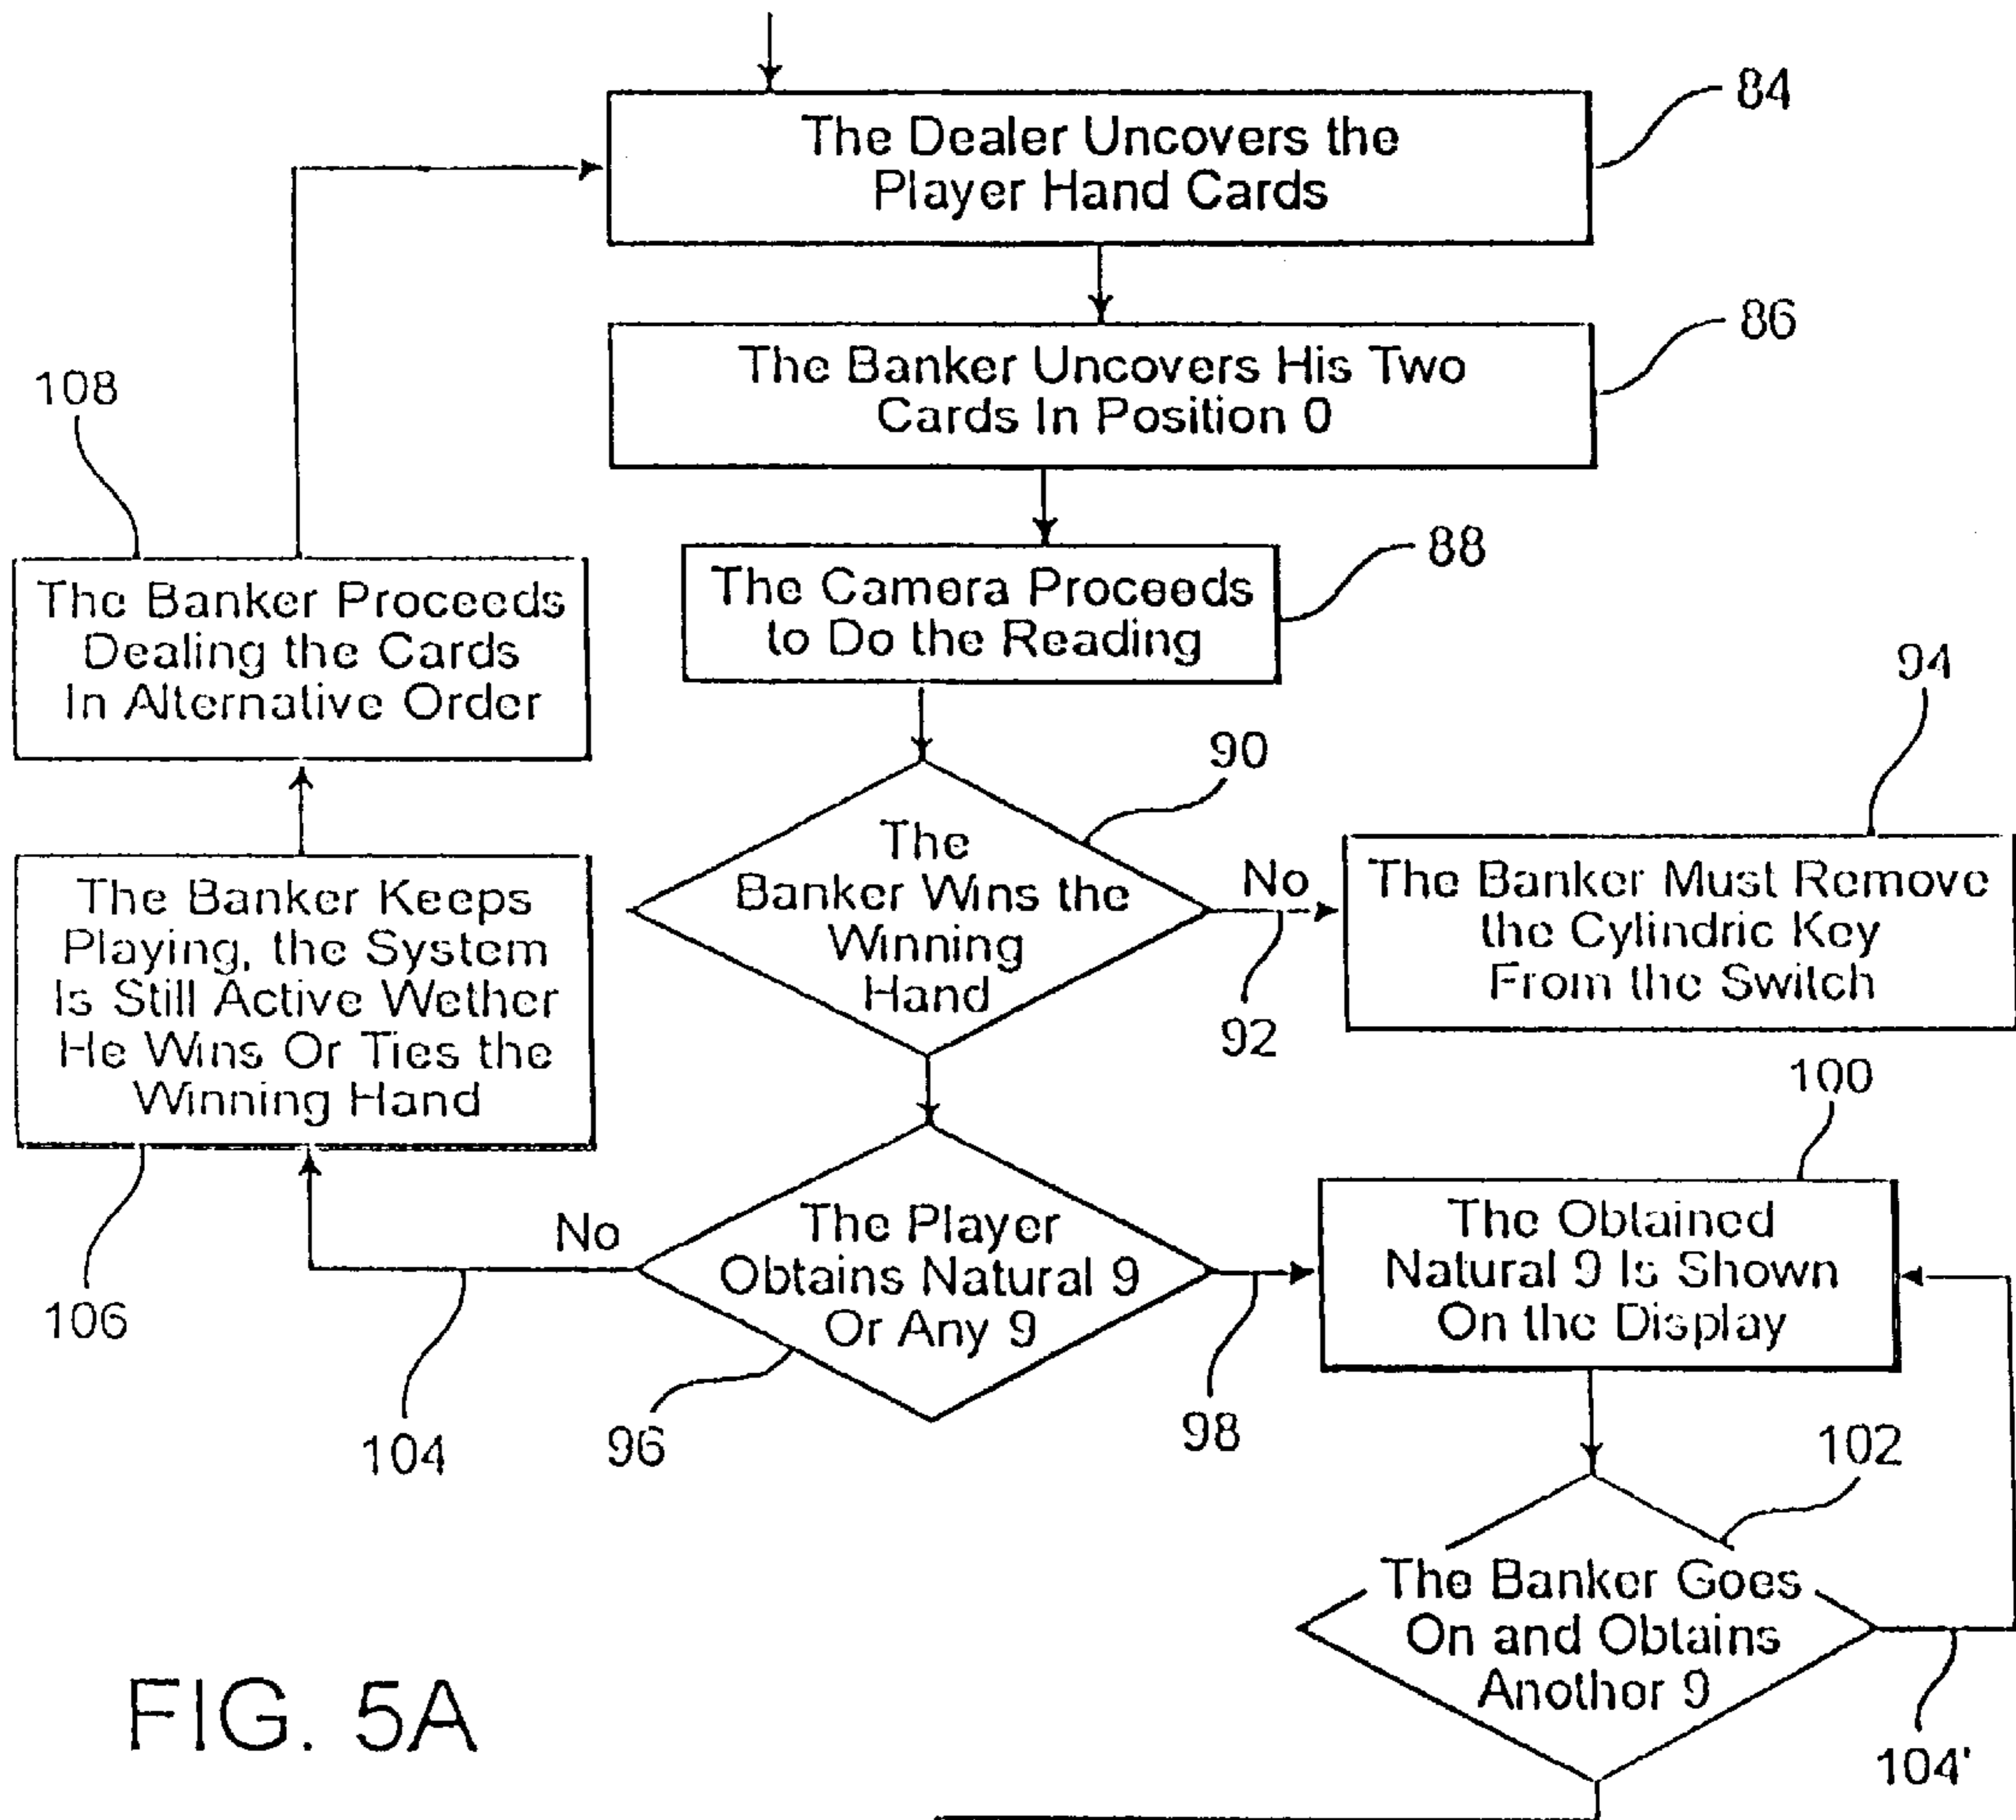 84
The Dealer Uncovers the
Player Hand Cards
86
The Banker Uncovers His Two
Cards In Position 0
108
88
The Camera Proceeds
to Do the Reading
The Banker Proceeds
Dealing the Cards
In Alternative Order
94
90
The
Banker Wins the
Winning
Hand
No
92
The Banker Must Remove
the Cylindric Key
From the Switch
The Banker Keeps
Playing, the System
Is Still Active Wether
He Wins Or Ties the
Winning Hand
106
100
No
104
The Player
Obtains Natural 9
Or Any 9
96
98
The Obtained
Natural 9 Is Shown
On the Display
102
The Banker Goes
On and Obtains
Another 9
104'
FIG. 5A